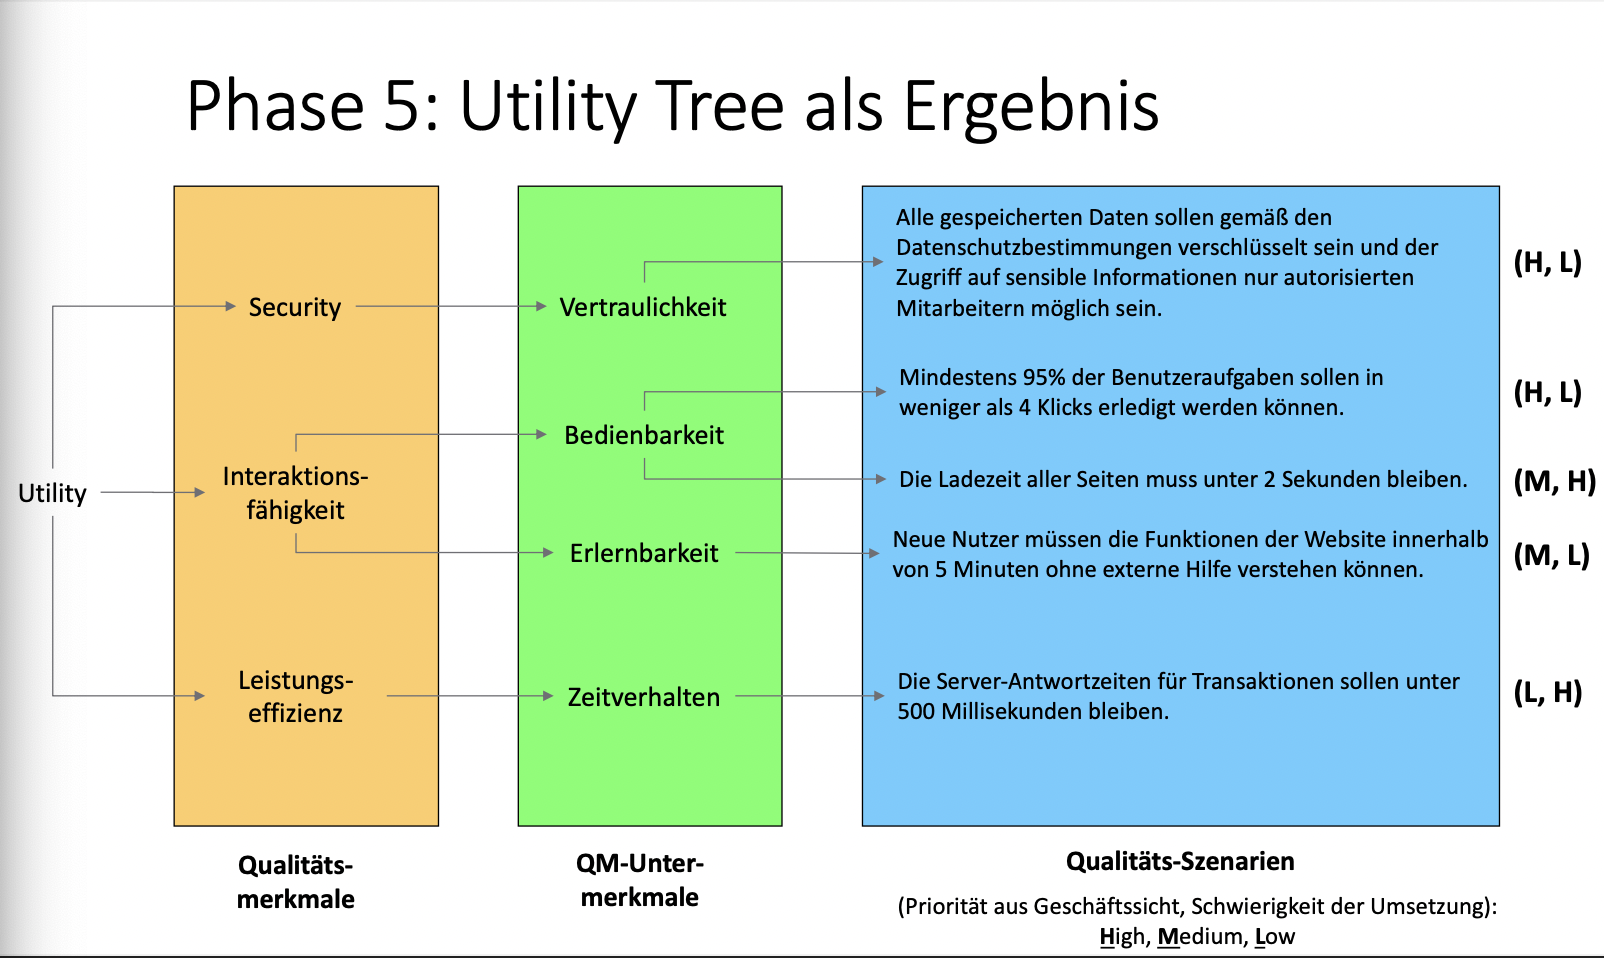 Phase 5: Utility Tree als Ergebnis
Utility
Security
Interaktions-
fähigkeit
Leistungs-
effizienz
Qualitäts-
merkmale
Vertraulichkeit
Bedienbarkeit
Erlernbarkeit
Zeitverhalten
QM-Unter-
merkmale
Alle gespeicherten Daten sollen gemäß den
Datenschutzbestimmungen verschlüsselt sein und der
Zugriff auf sensible Informationen nur autorisierten
Mitarbeitern möglich sein.
(H, L)
Mindestens 95% der Benutzeraufgaben sollen in
weniger als 4 Klicks erledigt werden können.
(H, L)
Die Ladezeit aller Seiten muss unter 2 Sekunden bleiben.
(M, H)
Neue Nutzer müssen die Funktionen der Website innerhalb
von 5 Minuten ohne externe Hilfe verstehen können.
(M, L)
Die Server-Antwortzeiten für Transaktionen sollen unter
500 Millisekunden bleiben.
(L, H)
Qualitäts-Szenarien
(Priorität aus Geschäftssicht, Schwierigkeit der Umsetzung):
High, Medium, Low